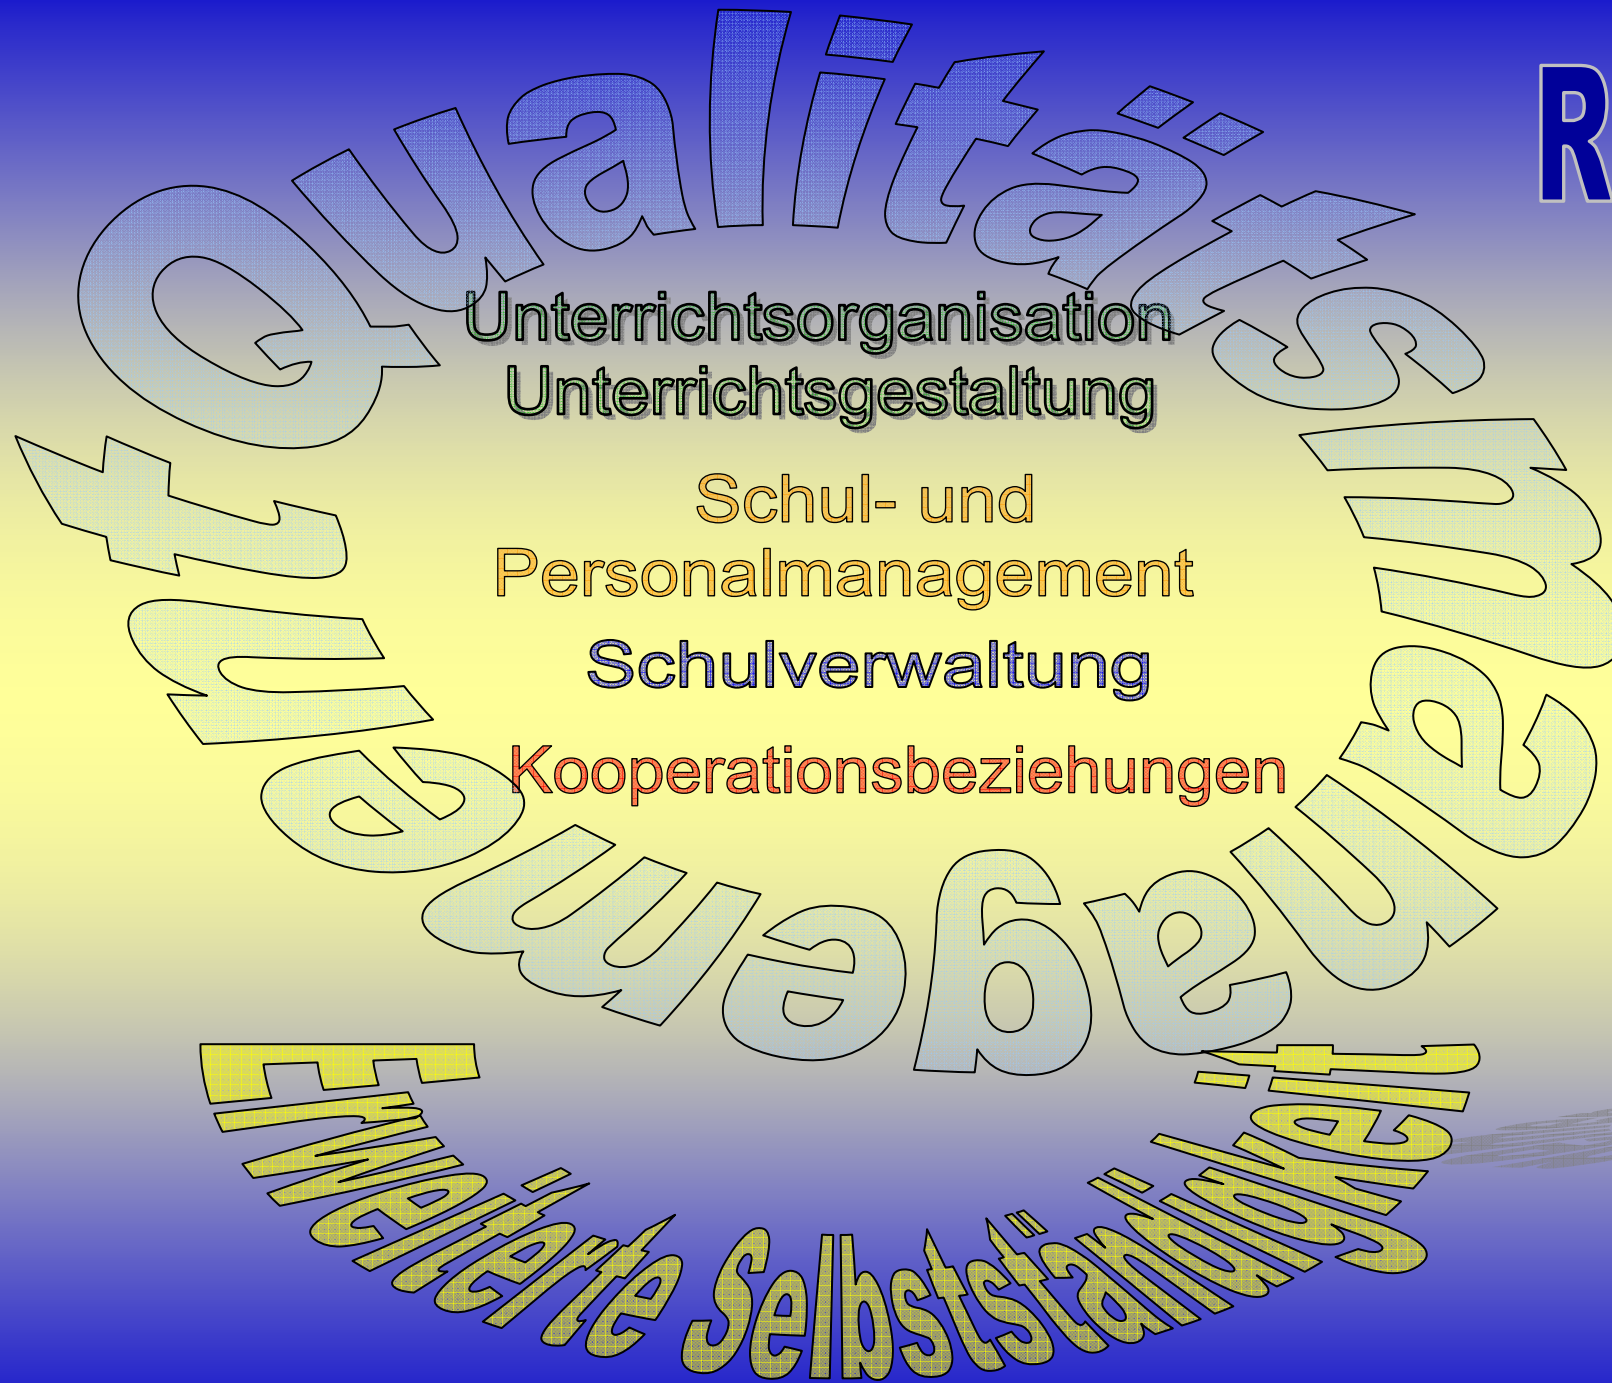 Qualitätsmanagement
R
Unterrichtsorganisation
Unterrichtsgestaltung
Schul- und
Personalmanagement
Schulverwaltung
Kooperationsbeziehungen
Erweiterte Selbstständigkeit